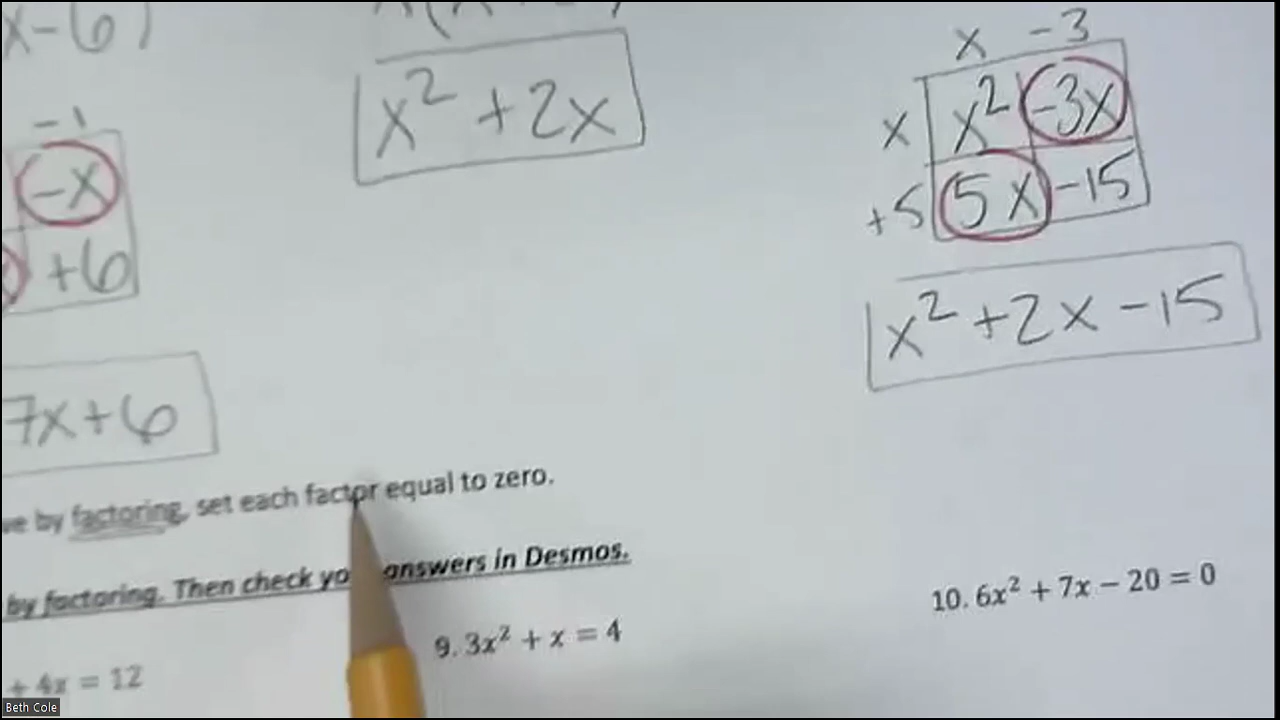 x-6)
x²+2x
x -3
x x² -3x
+5 5x -15
x²+2x-15
-1
-x
+6
7x+6
by factoring, set each factor equal to zero.
by factoring. Then check answers in Desmos.
+ 4x = 12
9. 3x² + x = 4
10. 6x² + 7x − 20 = 0
Beth Cole